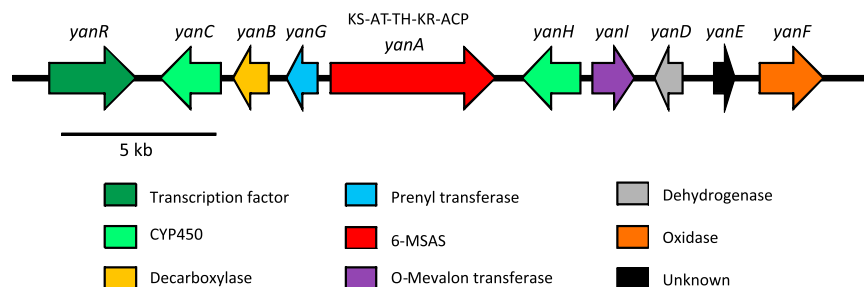 KS-AT-TH-KR-ACP
yanR yanC yanB yanG yanA yanH yanI yanD yanE yanF
5 kb
Transcription factor Prenyl transferase Dehydrogenase
CYP450 6-MSAS Oxidase
Decarboxylase O-Mevalon transferase Unknown